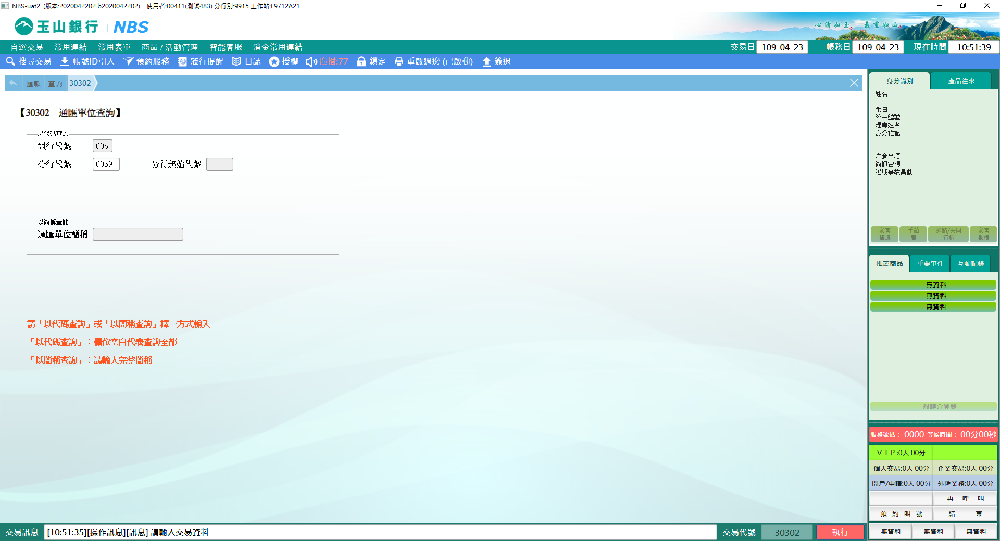 NBS-uat2 (版本:2020042202.b2020042202) 使用者:00411(測試483) 分行別:9915 工作站:L9712A21
玉山銀行 | NBS
心清如玉 義重如山
自選交易 常用連結 常用表單 商品 / 活動管理 智能客服 消金常用連結 交易日 109-04-23 帳務日 109-04-23 現在時間 10:51:39
搜尋交易 帳號ID引入 預約服務 蒞行提醒 日誌 授權 廣播:77 鎖定 重啟週邊 (已啟動) 簽退
匯款 查詢 30302
【30302 通匯單位查詢】
以代碼查詢
銀行代號 006
分行代號 0039 分行起始代號
以簡稱查詢
通匯單位簡稱
請「以代碼查詢」或「以簡稱查詢」擇一方式輸入
「以代碼查詢」：欄位空白代表查詢全部
「以簡稱查詢」：請輸入完整簡稱
身分識別 產品往來
姓名
生日
統一編號
理專姓名
身分註記
注意事項
簡訊密碼
近期事故異動
顧客資訊 手續費 通路/共同行銷 顧客影像
推薦商品 重要事件 互動記錄
無資料
無資料
無資料
一般轉介登錄
服務號碼： 0000 等候時間： 00分00秒
ＶＩＰ:0人 00分
個人交易:0人 00分 企業交易:0人 00分
開戶/申請:0人 00分 外匯業務:0人 00分
再 呼 叫
預 約 叫 號 結 束
無資料 無資料 無資料
交易訊息 [10:51:35][操作訊息][訊息] 請輸入交易資料 交易代號 30302 執行